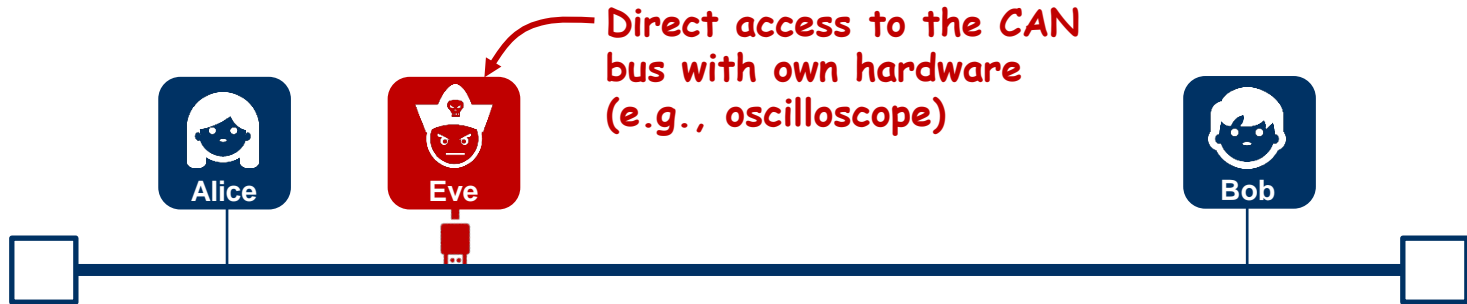 Direct access to the CAN
bus with own hardware
(e.g., oscilloscope)
Alice
Eve
Bob